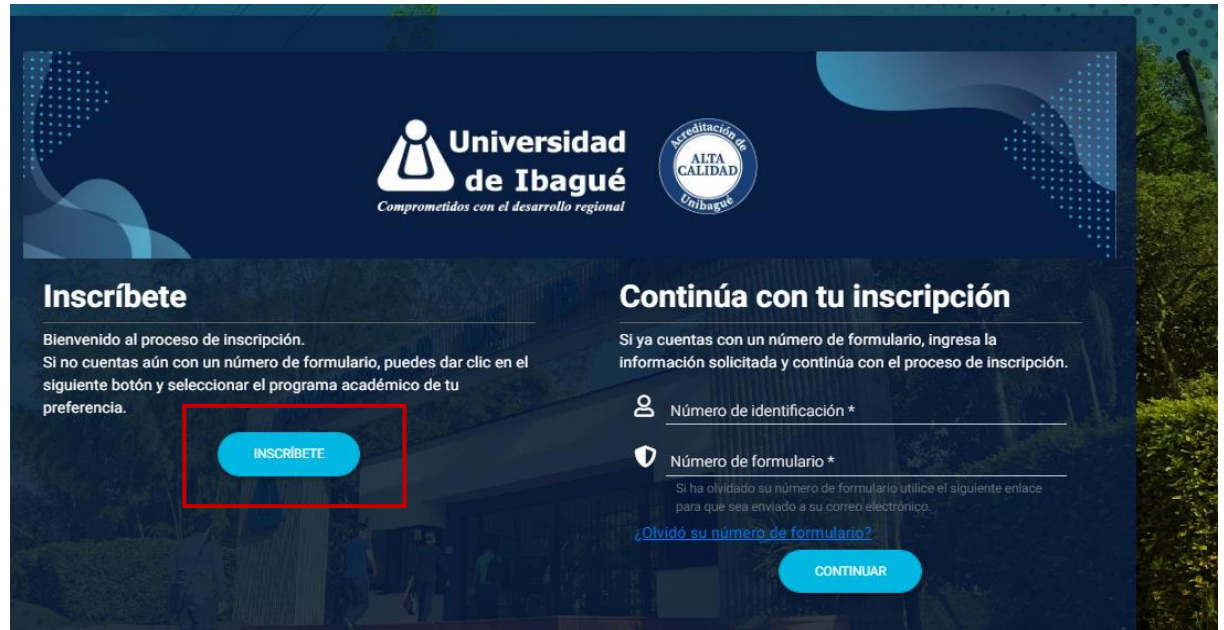 Universidad
de Ibagué
Comprometidos con el desarrollo regional
Acreditación de
ALTA
CALIDAD
Unibagué
Inscríbete
Bienvenido al proceso de inscripción.
Si no cuentas aún con un número de formulario, puedes dar clic en el
siguiente botón y seleccionar el programa académico de tu
preferencia.
INSCRÍBETE
Continúa con tu inscripción
Si ya cuentas con un número de formulario, ingresa la
información solicitada y continúa con el proceso de inscripción.
Número de identificación *
Número de formulario *
Si ha olvidado su número de formulario utilice el siguiente enlace
para que sea enviado a su correo electrónico.
¿Olvidó su número de formulario?
CONTINUAR